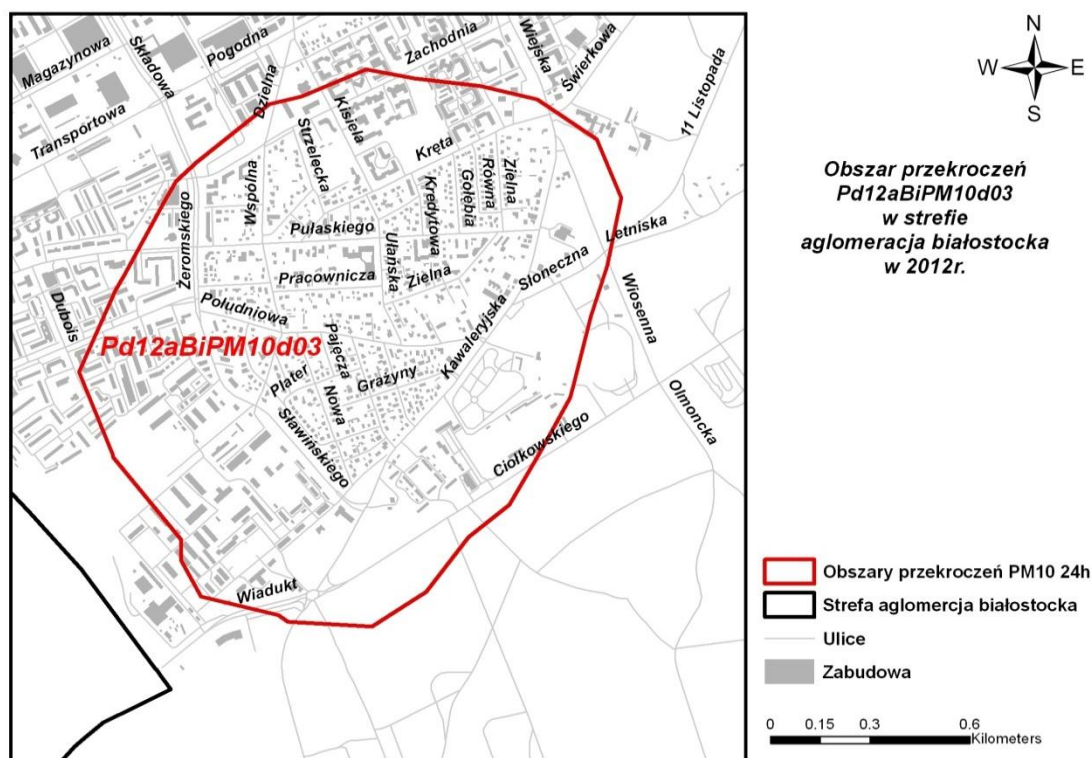 Magazynowa
Składowa
Pogodna
Transportowa
Dzielna
Zachodnia
Wiejska
Świerkowa
11 Listopada
Kisiela
Strzelecka
Kręta
Wspólna
Kredytowa
Gołębia
Równa
Zielna
Żeromskiego
Pułaskiego
Ułańska
Zielna
Letniska
Słoneczna
Pracownicza
Południowa
Dubois
Wiosenna
Kawaleryjska
Pajęcza
Pd12aBiPM10d03
Plater
Nowa
Grażyny
Sławińskiego
Olmoncka
Ciołkowskiego
Wiadukt
N
W
E
S
Obszar przekroczeń
Pd12aBiPM10d03
w strefie
aglomeracja białostocka
w 2012r.
Obszary przekroczeń PM10 24h
Strefa aglomercja białostocka
Ulice
Zabudowa
0 0.15 0.3 0.6
Kilometers